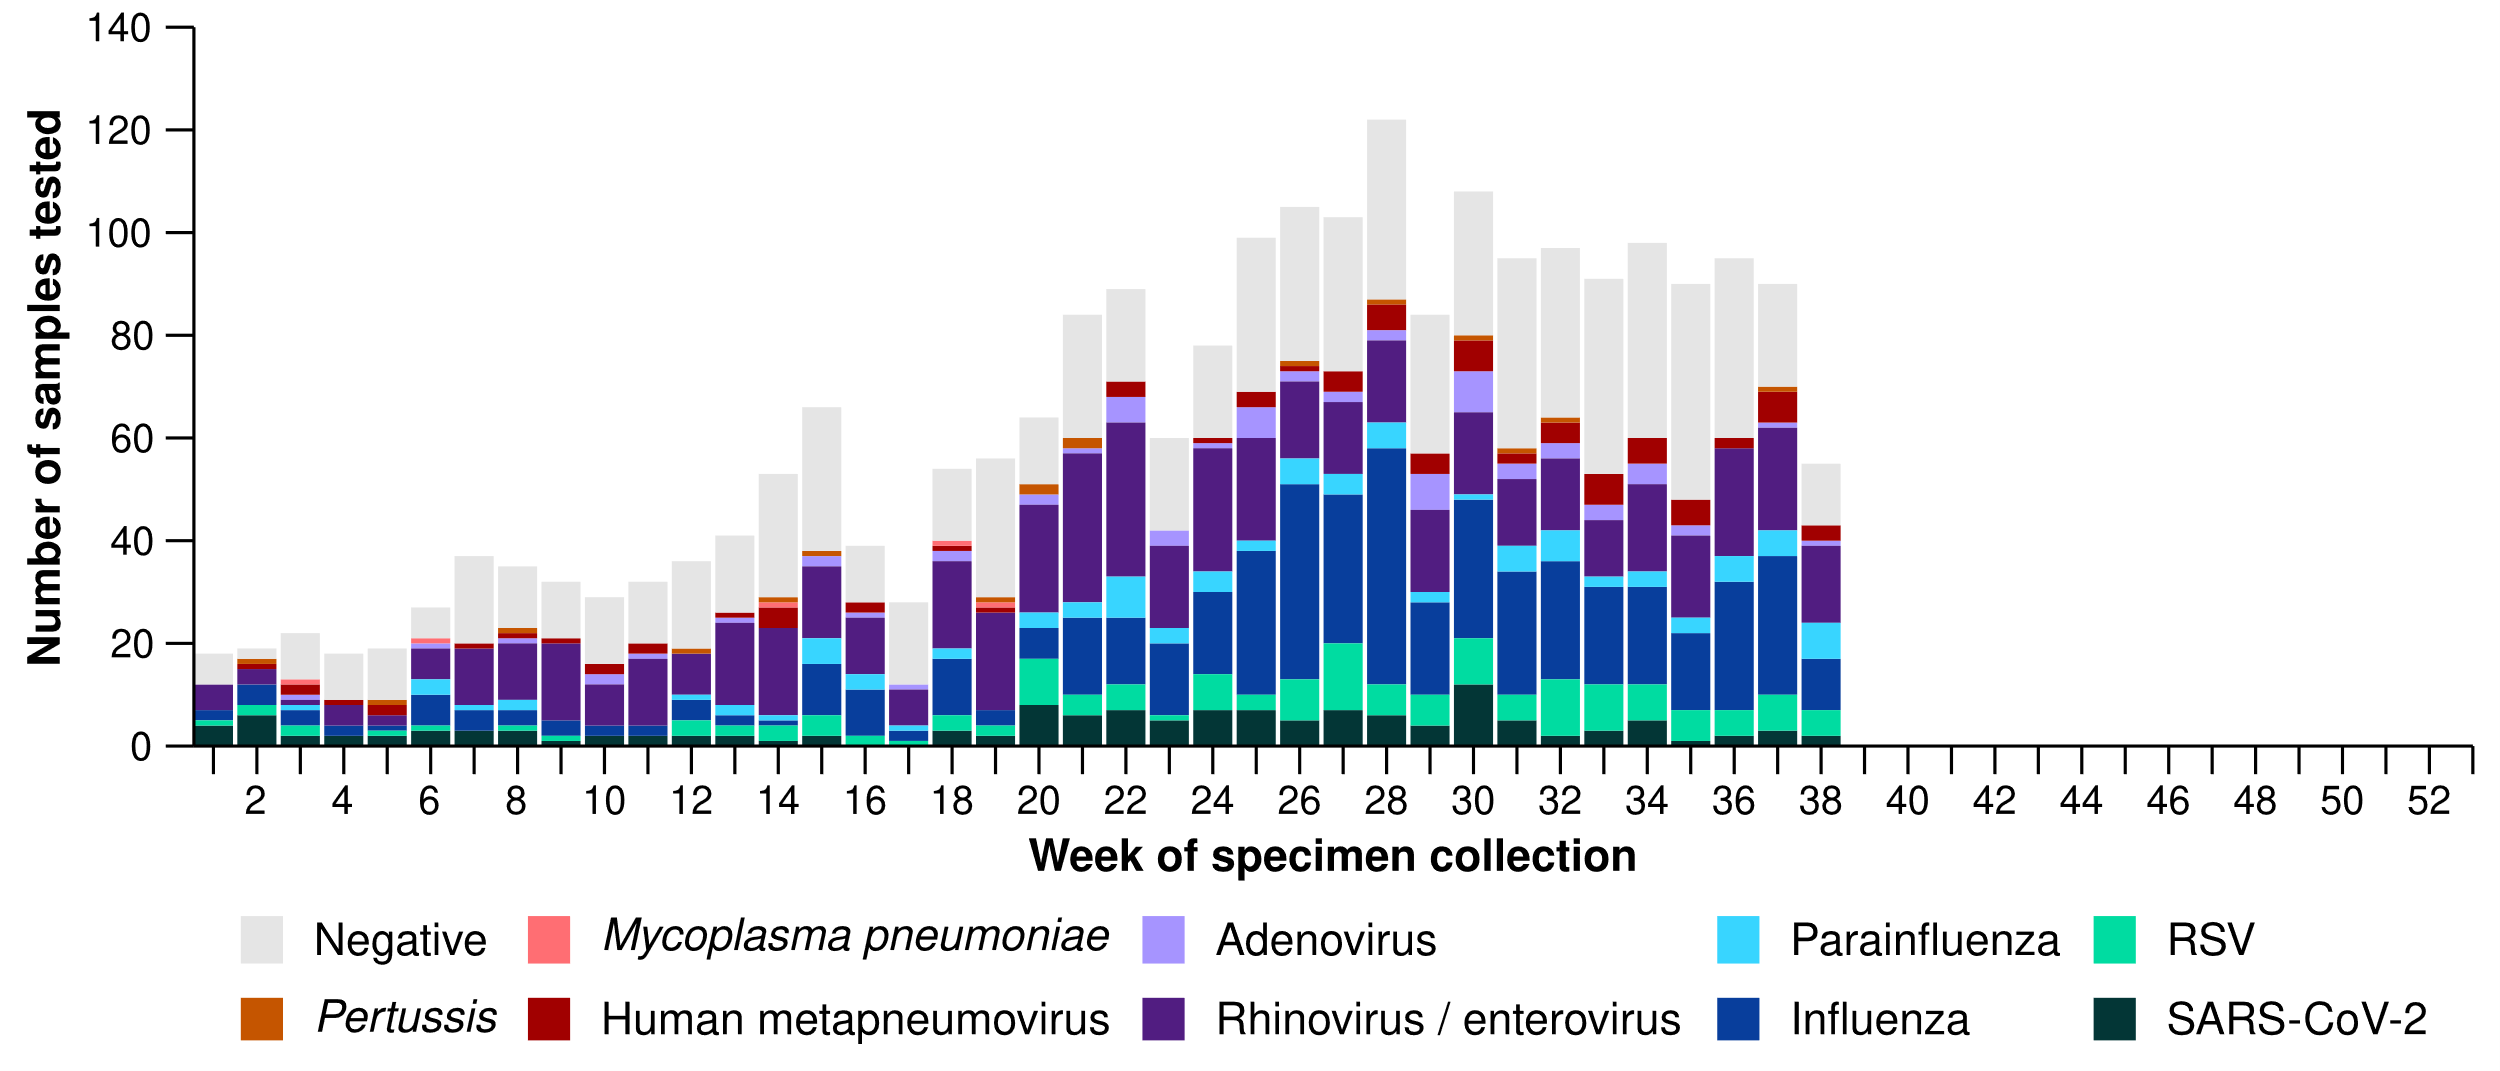 140
120
100
80
60
40
20
0
Number of samples tested
2 4 6 8 10 12 14 16 18 20 22 24 26 28 30 32 34 36 38 40 42 44 46 48 50 52
Week of specimen collection
Negative Mycoplasma pneumoniae Adenovirus Parainfluenza RSV
Pertussis Human metapneumovirus Rhinovirus / enterovirus Influenza SARS-CoV-2